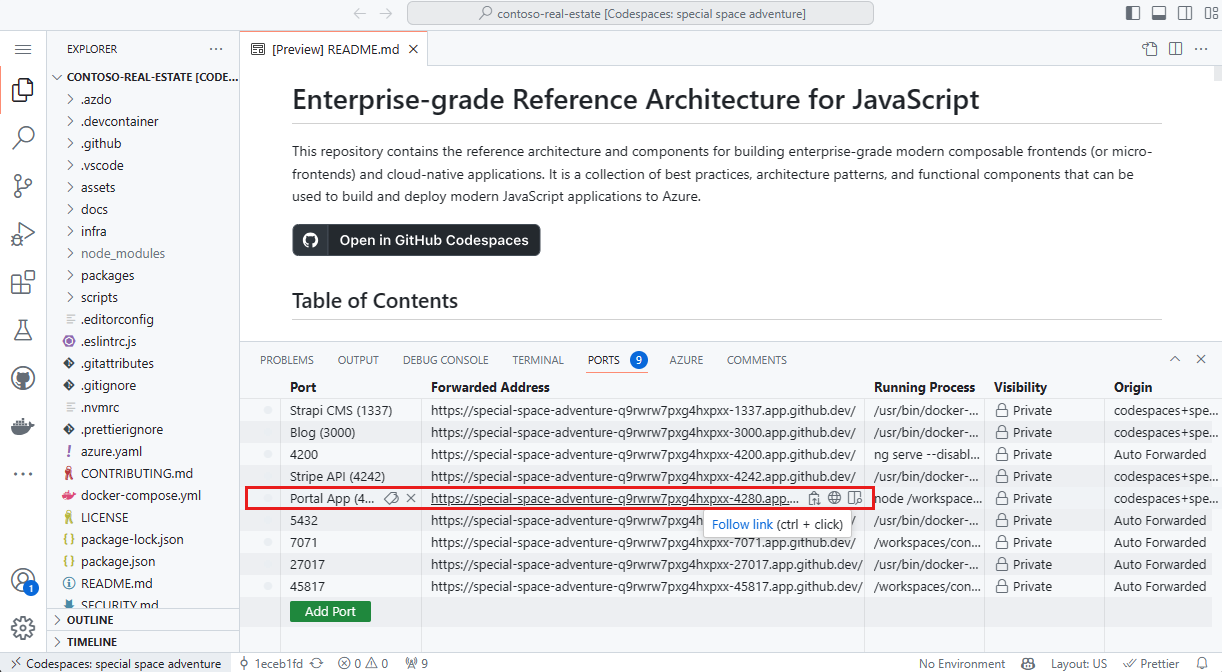 contoso-real-estate [Codespaces: special space adventure]
EXPLORER
CONTOSO-REAL-ESTATE [CODE...
.azdo
.devcontainer
.github
.vscode
assets
docs
infra
node_modules
packages
scripts
.editorconfig
.eslintrc.js
.gitattributes
.gitignore
.nvmrc
.prettierignore
! azure.yaml
CONTRIBUTING.md
docker-compose.yml
LICENSE
{} package-lock.json
{} package.json
README.md
SECURITY.md
OUTLINE
TIMELINE
1
[Preview] README.md
Enterprise-grade Reference Architecture for JavaScript
This repository contains the reference architecture and components for building enterprise-grade modern composable frontends (or micro-
frontends) and cloud-native applications. It is a collection of best practices, architecture patterns, and functional components that can be
used to build and deploy modern JavaScript applications to Azure.
Open in GitHub Codespaces
Table of Contents
PROBLEMS OUTPUT DEBUG CONSOLE TERMINAL PORTS 9 AZURE COMMENTS
Port Forwarded Address Running Process Visibility Origin
Strapi CMS (1337) https://special-space-adventure-q9rwrw7pxg4hxpxx-1337.app.github.dev/ /usr/bin/docker-... Private codespaces+spe...
Blog (3000) https://special-space-adventure-q9rwrw7pxg4hxpxx-3000.app.github.dev/ /usr/bin/docker-... Private codespaces+spe...
4200 https://special-space-adventure-q9rwrw7pxg4hxpxx-4200.app.github.dev/ ng serve --disabl... Private Auto Forwarded
Stripe API (4242) https://special-space-adventure-q9rwrw7pxg4hxpxx-4242.app.github.dev/ /usr/bin/docker-... Private codespaces+spe...
Portal App (4... https://special-space-adventure-q9rwrw7pxg4hxpxx-4280.app.... node /workspace... Private codespaces+spe...
5432 https://special-space-adventure-q9rwrw7pxg4h /usr/bin/docker-... Private Auto Forwarded
Follow link (ctrl + click)
7071 https://special-space-adventure-q9rwrw7pxg4hxpxx-7071.app.github.dev/ /workspaces/con... Private Auto Forwarded
27017 https://special-space-adventure-q9rwrw7pxg4hxpxx-27017.app.github.dev/ /usr/bin/docker-... Private Auto Forwarded
45817 https://special-space-adventure-q9rwrw7pxg4hxpxx-45817.app.github.dev/ /workspaces/con... Private Auto Forwarded
Add Port
Codespaces: special space adventure 1eceb1fd 0 0 9 No Environment Layout: US Prettier